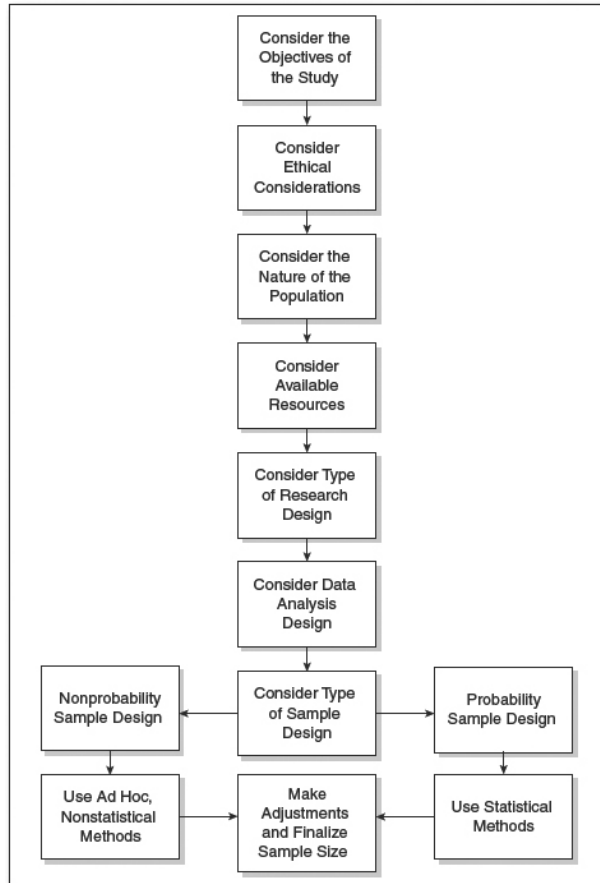 Consider the
Objectives of
the Study
Consider
Ethical
Considerations
Consider the
Nature of the
Population
Consider
Available
Resources
Consider Type
of Research
Design
Consider Data
Analysis
Design
Nonprobability
Sample Design
Consider Type
of Sample
Design
Probability
Sample Design
Use Ad Hoc,
Nonstatistical
Methods
Make
Adjustments
and Finalize
Sample Size
Use Statistical
Methods